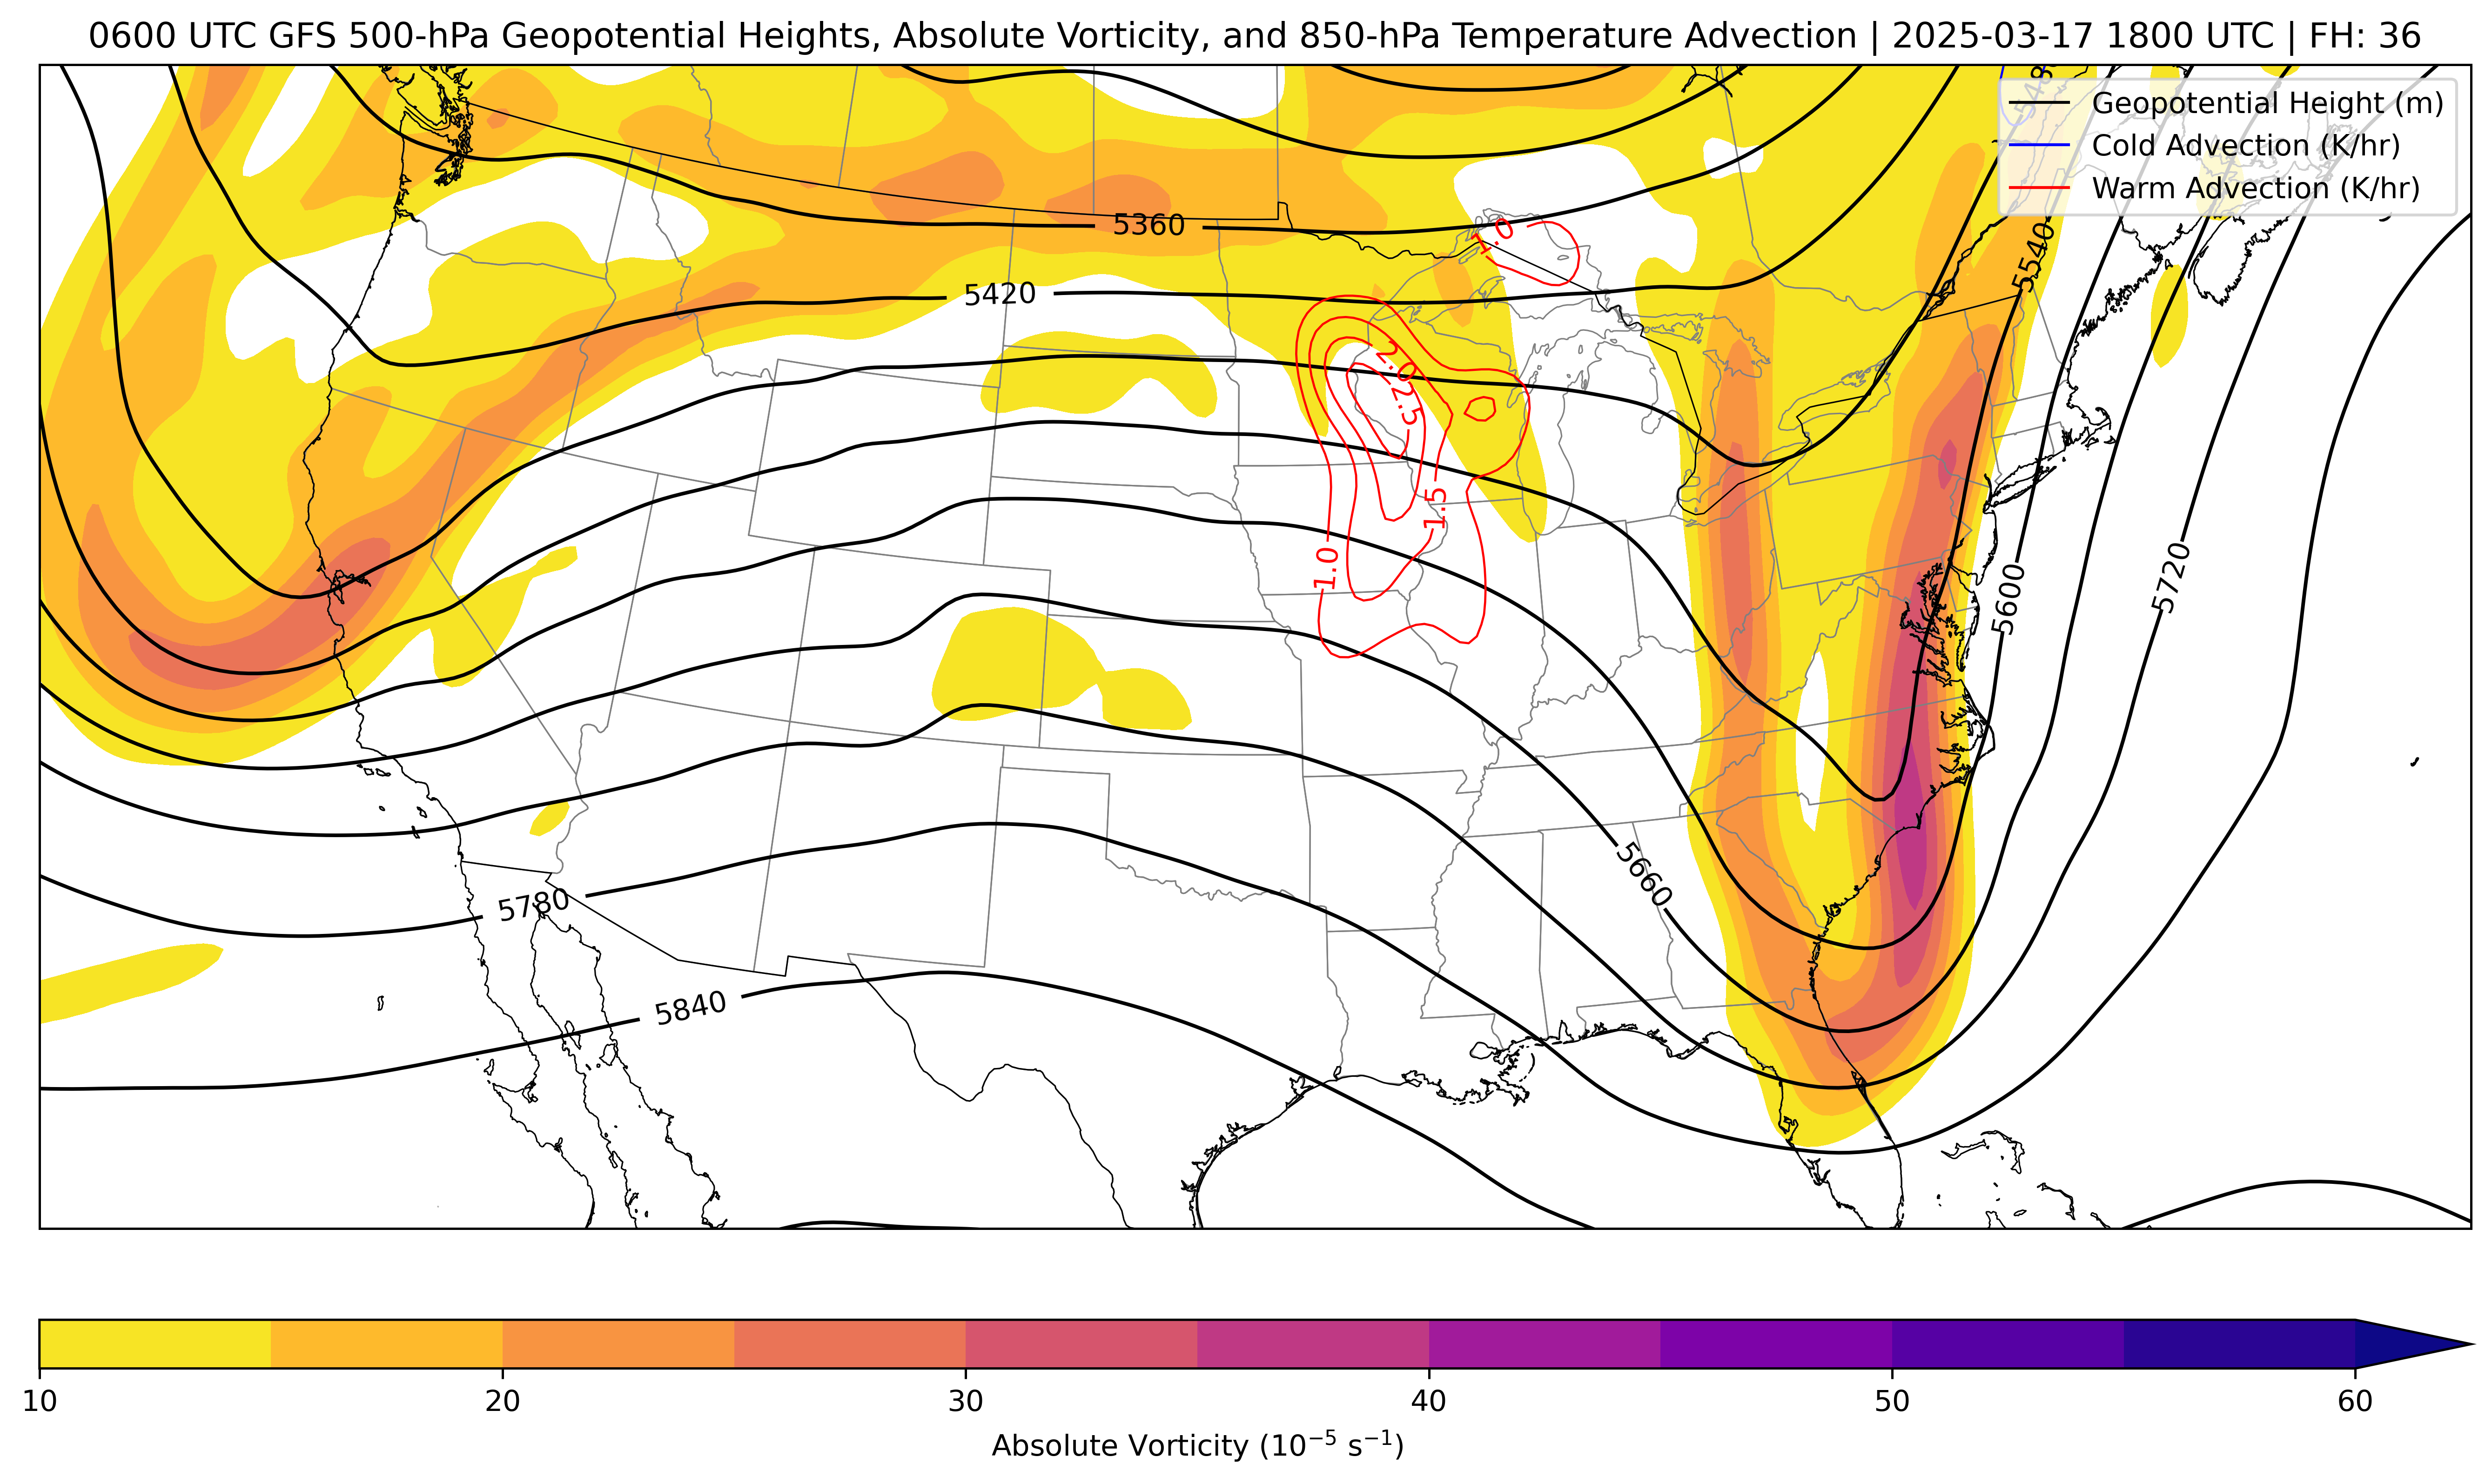 0600 UTC GFS 500-hPa Geopotential Heights, Absolute Vorticity, and 850-hPa Temperature Advection | 2025-03-17 1800 UTC | FH: 36
Geopotential Height (m)
Cold Advection (K/hr)
Warm Advection (K/hr)
5360
1.0
5420
5540
2.0
2.5
1.5
1.0
5600
5720
5660
5780
5840
10 20 30 40 50 60
Absolute Vorticity (10⁻⁵ s⁻¹)